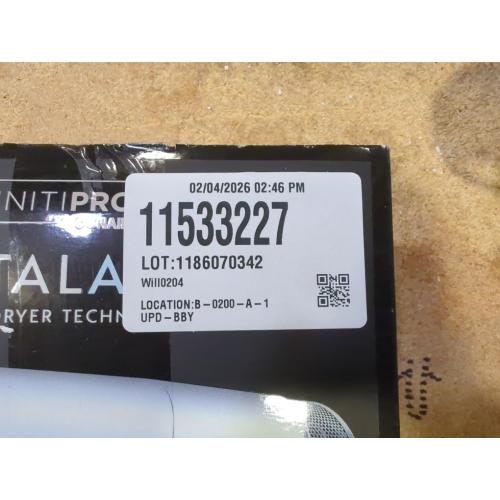 02/04/2026 02:46 PM
11533227
LOT:1186070342
Will0204
LOCATION:B-0200-A-1
UPD-BBY
NITIPRO
ONAIR
TALA
RYER TECHN